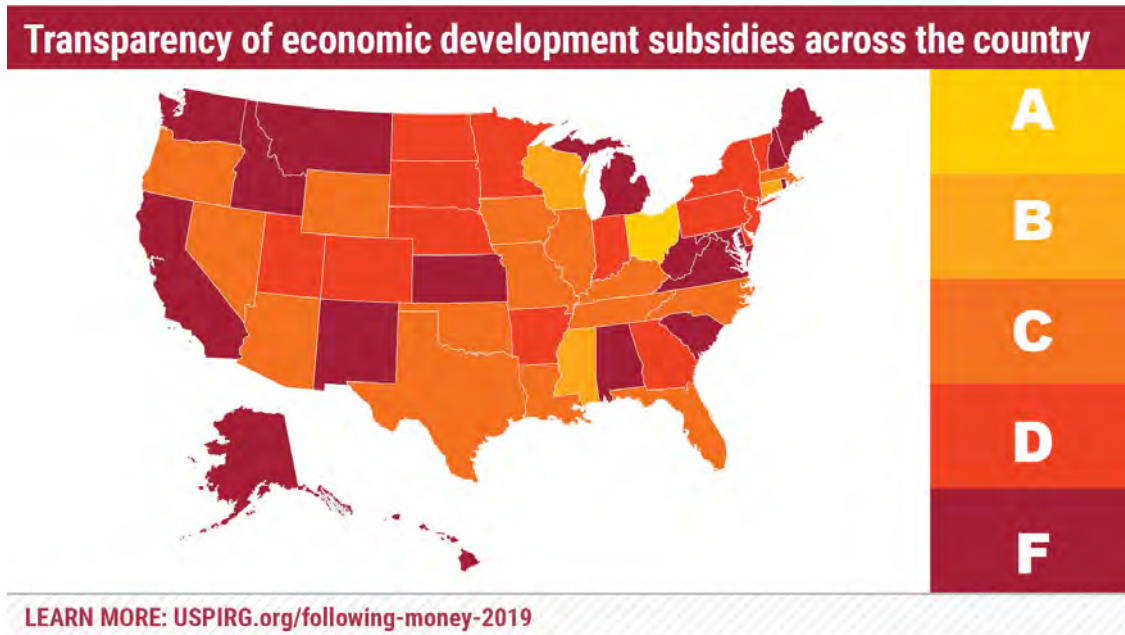 Transparency of economic development subsidies across the country
A
B
C
D
F
LEARN MORE: USPIRG.org/following-money-2019